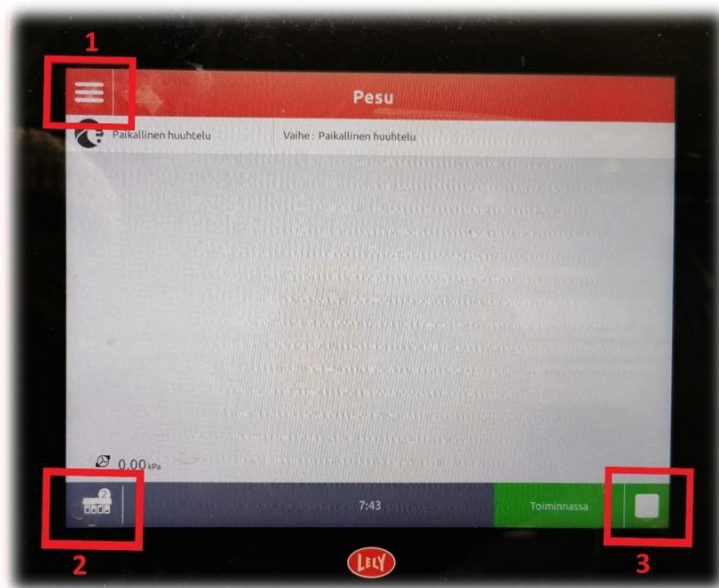 1
Pesu
Paikallinen huuhtelu
Vaihe : Paikallinen huuhtelu
0.00 kPa
2
7:43
Toiminnassa
2
3
LELY